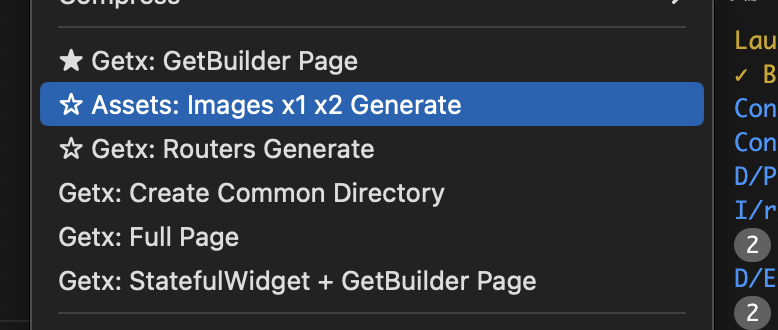 Compress
★ Getx: GetBuilder Page
☆ Assets: Images x1 x2 Generate
☆ Getx: Routers Generate
Getx: Create Common Directory
Getx: Full Page
Getx: StatefulWidget + GetBuilder Page
Lau
✓ B
Con
Con
D/P
I/r
2
D/E
2